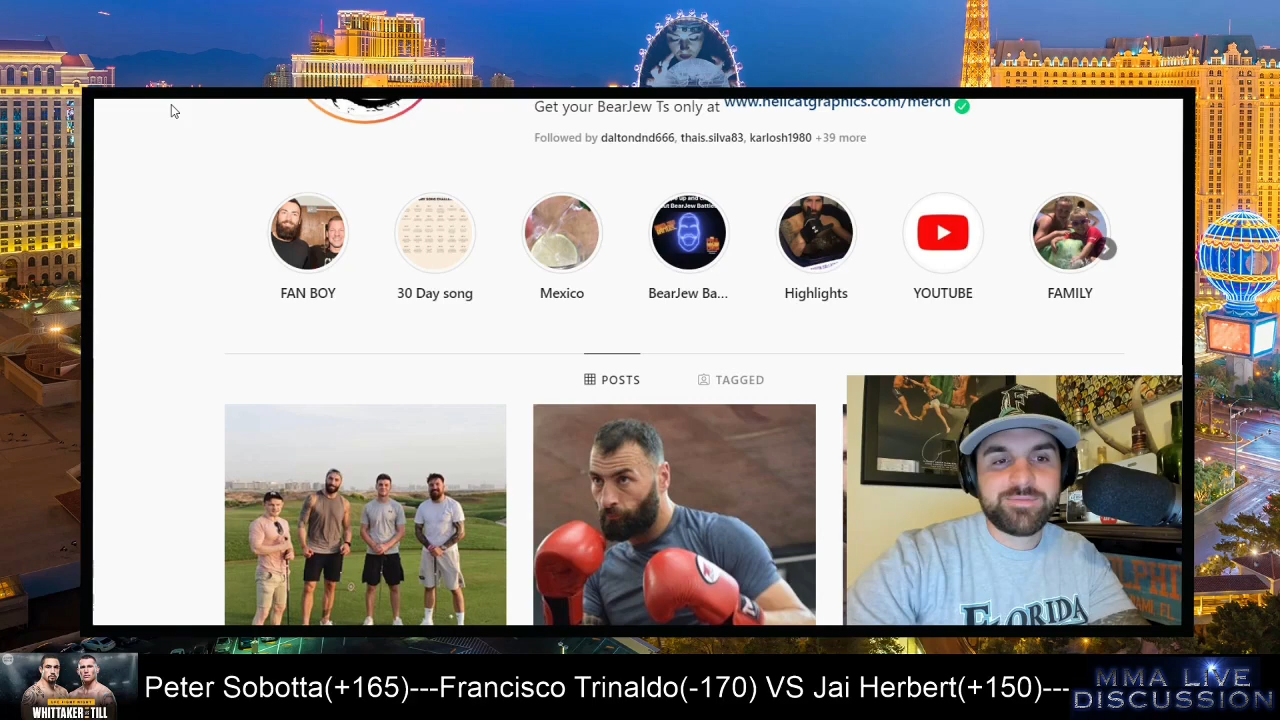 Get your BearJew Ts only at www.hellcatgraphics.com/merch
Followed by daltondnd666, thais.silva83, karlosh1980 +39 more
FAN BOY
30 Day song
Mexico
BearJew Ba...
Highlights
YOUTUBE
FAMILY
POSTS
TAGGED
FLORIDA
WHITTAKER TILL
Peter Sobotta(+165)---Francisco Trinaldo(-170) VS Jai Herbert(+150)---
MMA LIVE
DISCUSSION